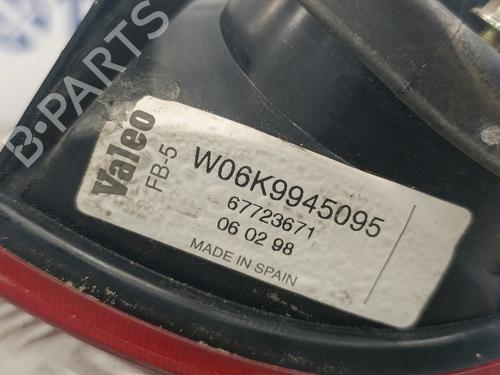 B-PARTS
Valeo
FB-5
W06K9945095
67723671
06 02 98
MADE IN SPAIN